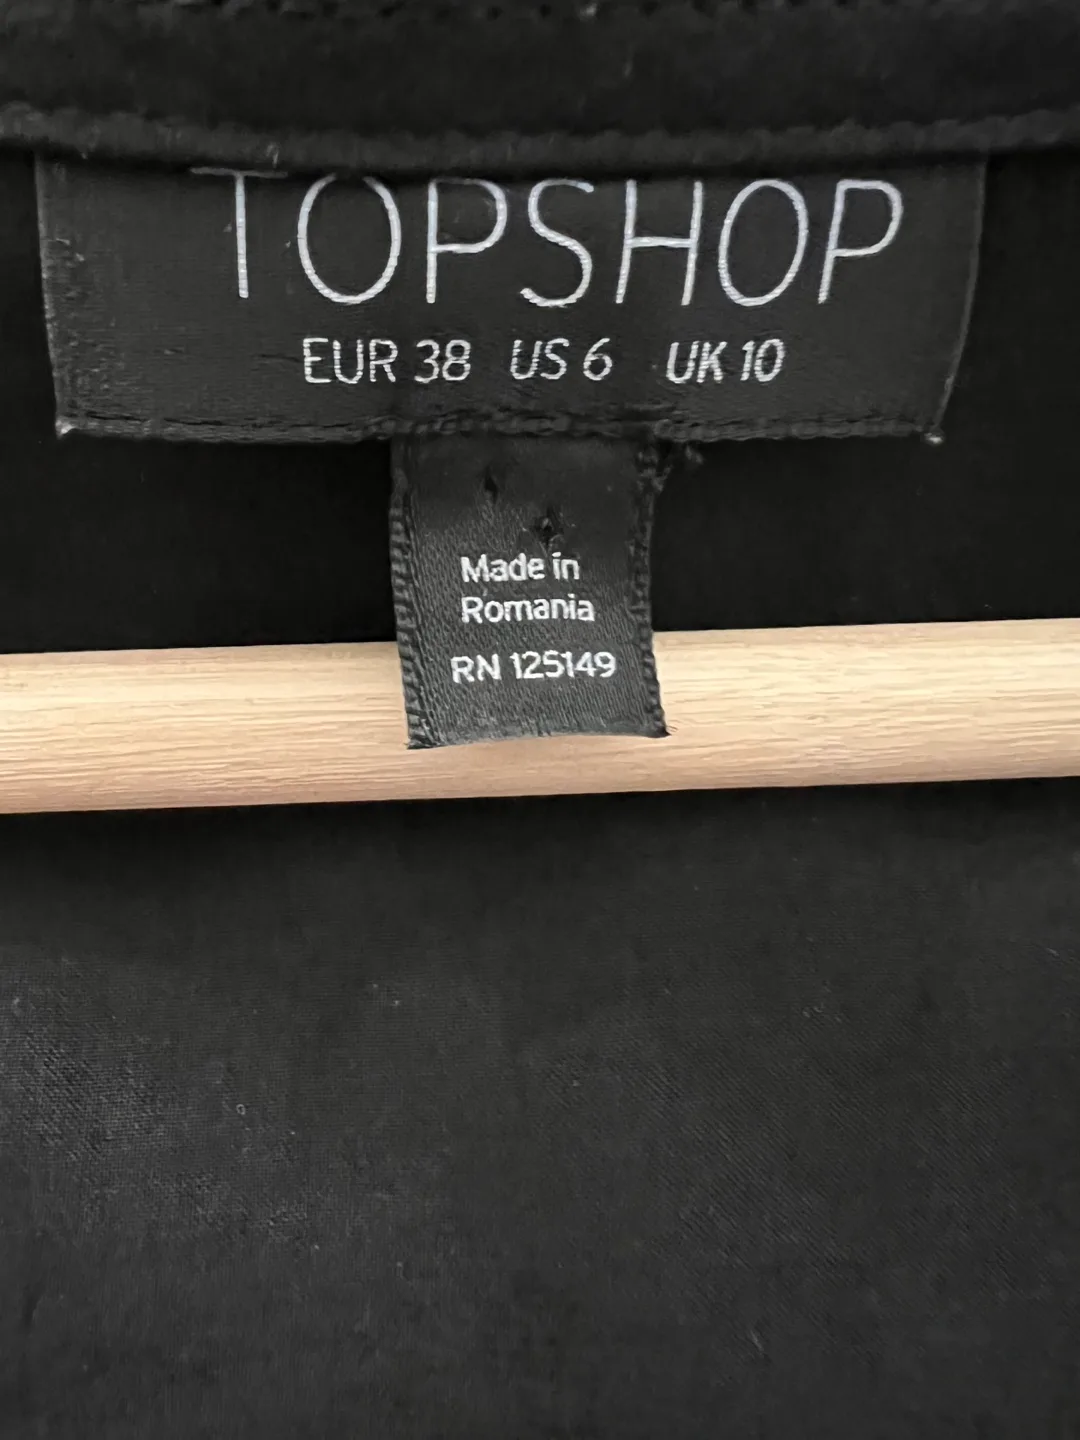 TOPSHOP
EUR 38 US 6 UK 10
Made in
Romania
RN 125149